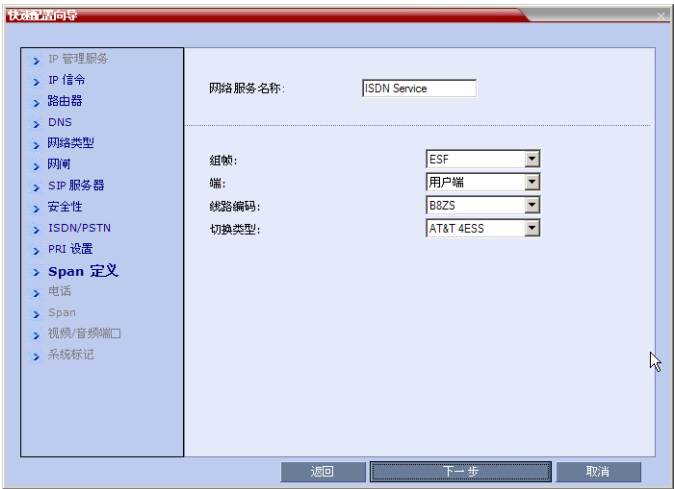 快速配置向导
IP 管理服务
IP 信令
路由器
DNS
网络类型
网闸
SIP 服务器
安全性
ISDN/PSTN
PRI 设置
Span 定义
电话
Span
视频/音频端口
系统标记
网络服务名称: ISDN Service
组帧: ESF
端: 用户端
线路编码: B8ZS
切换类型: AT&T 4ESS
返回 下一步 取消